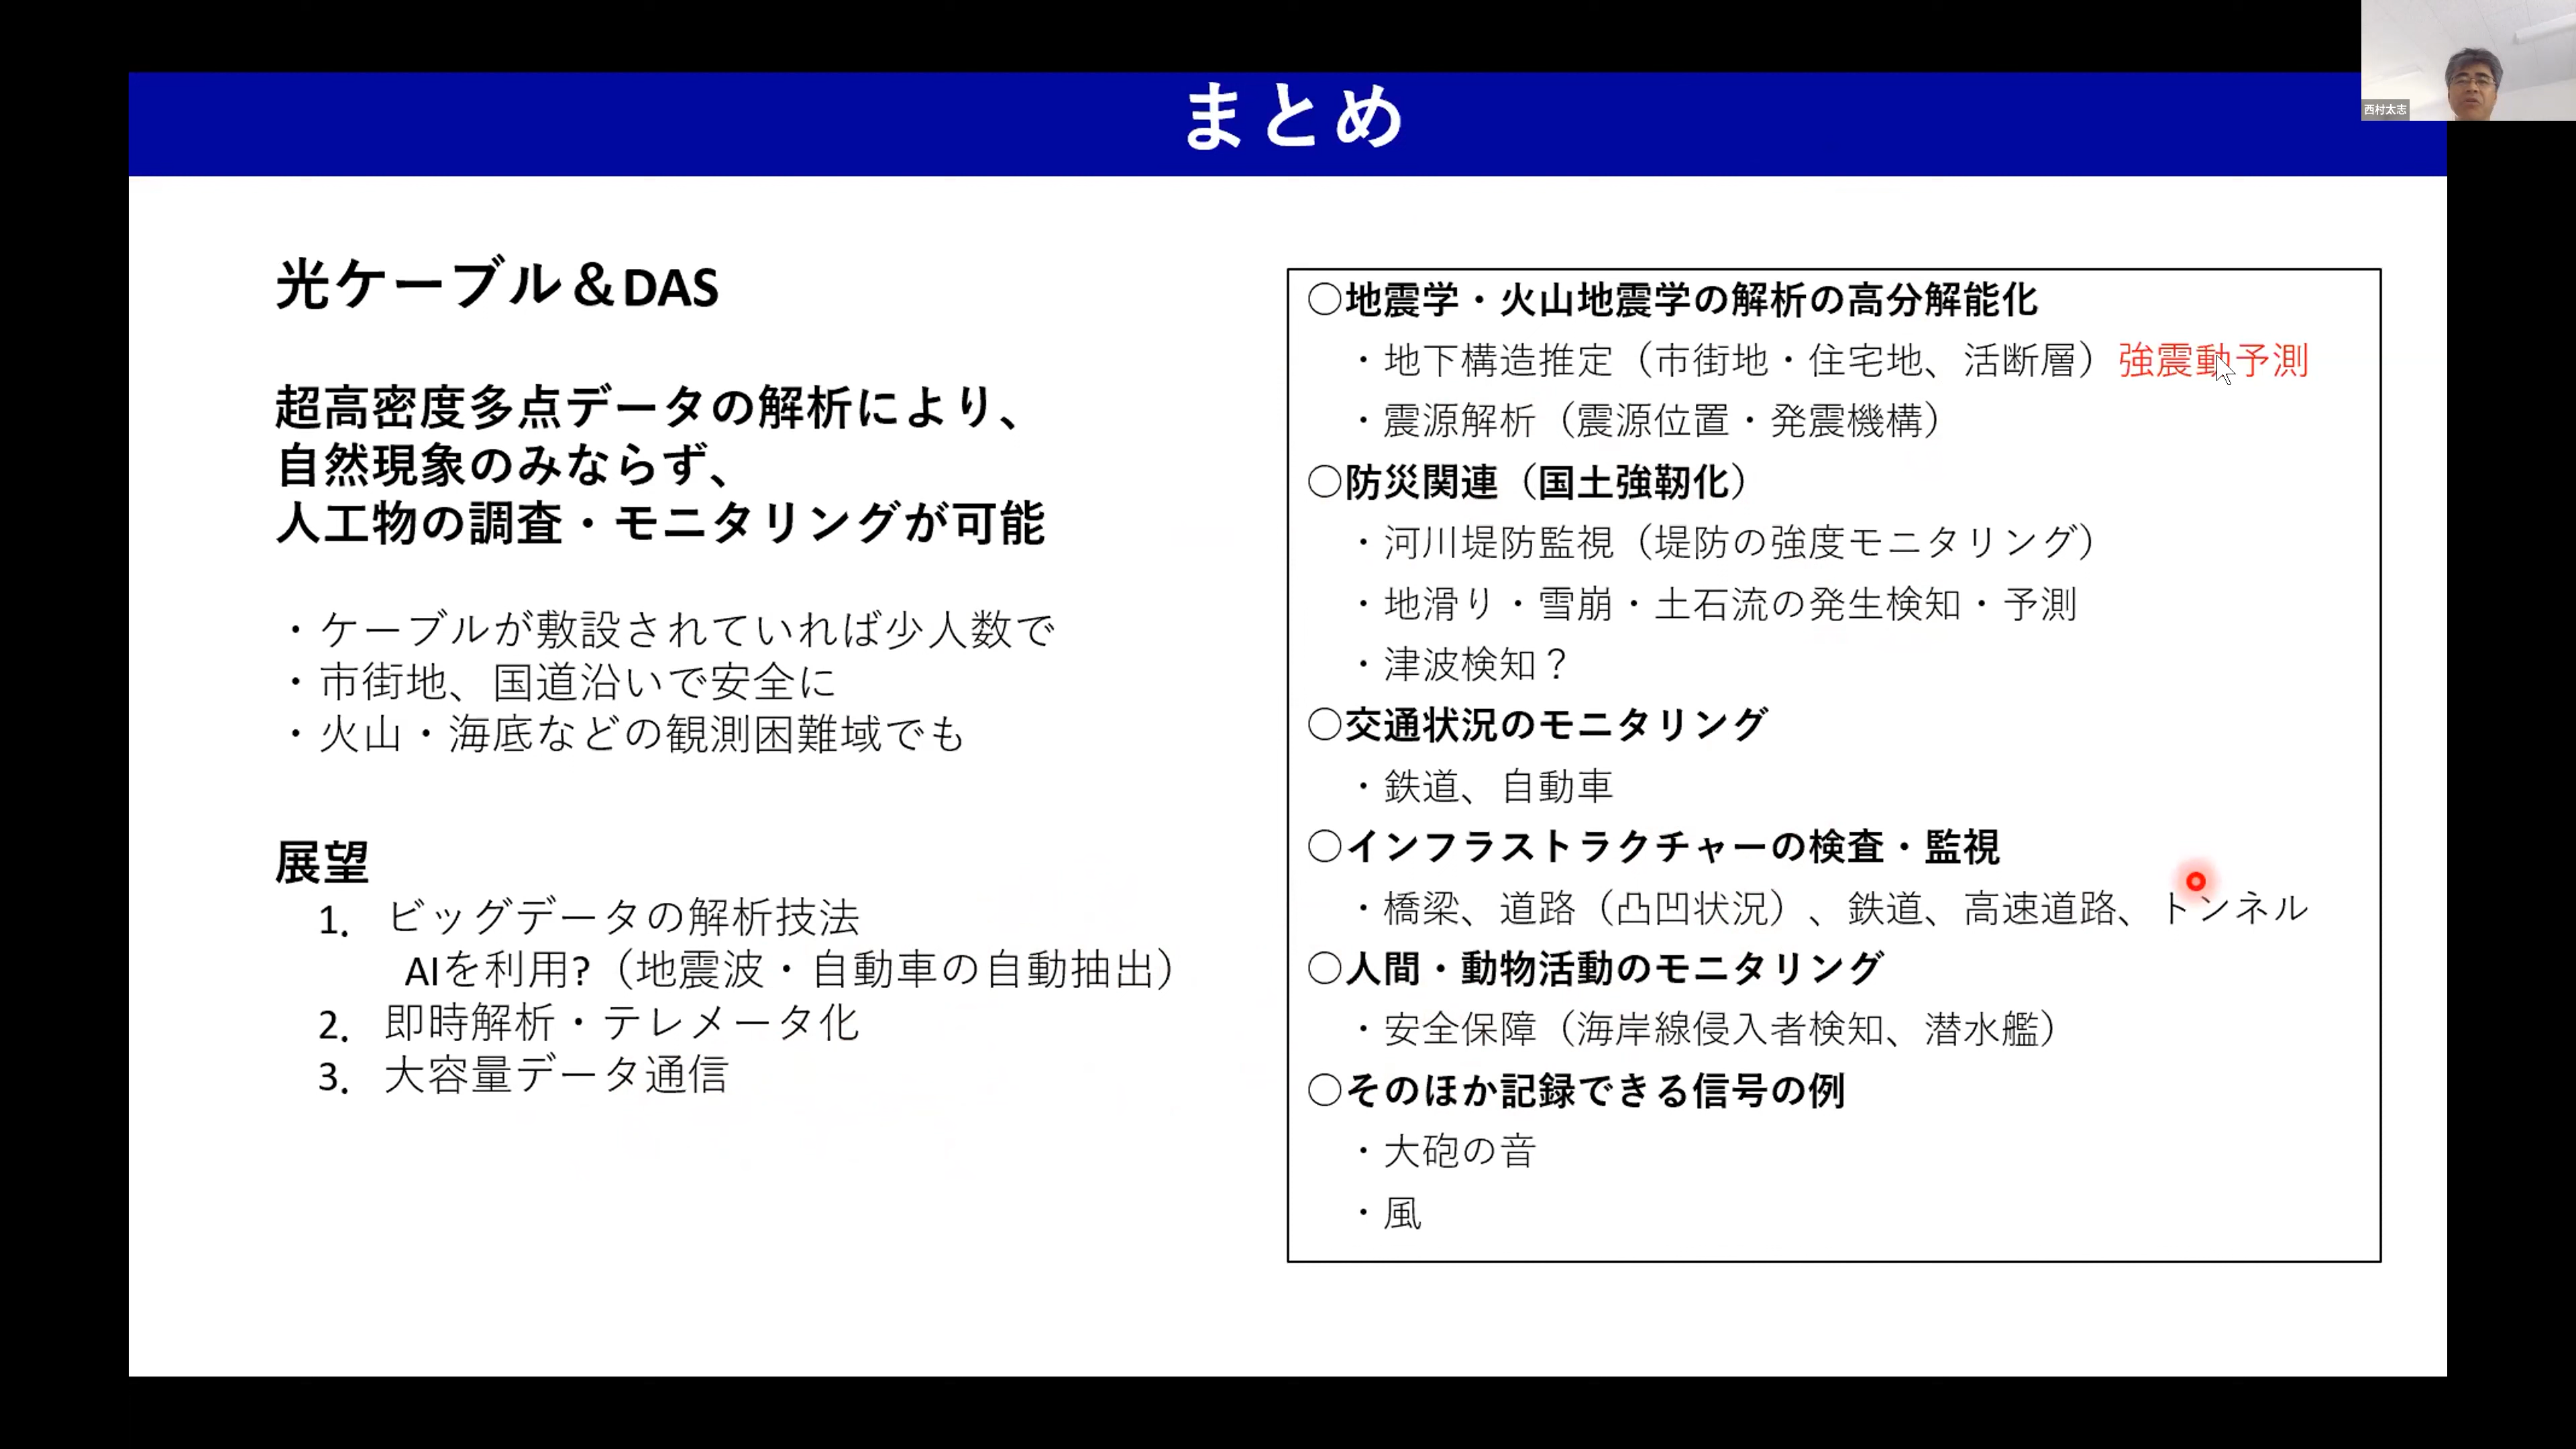 まとめ
西村太志
光ケーブル＆DAS
超高密度多点データの解析により、
自然現象のみならず、
人工物の調査・モニタリングが可能
・ケーブルが敷設されていれば少人数で
・市街地、国道沿いで安全に
・火山・海底などの観測困難域でも
展望
1. ビッグデータの解析技法
AIを利用?（地震波・自動車の自動抽出）
2. 即時解析・テレメータ化
3. 大容量データ通信
○地震学・火山地震学の解析の高分解能化
・地下構造推定（市街地・住宅地、活断層）強震動予測
・震源解析（震源位置・発震機構）
○防災関連（国土強靭化）
・河川堤防監視（堤防の強度モニタリング）
・地滑り・雪崩・土石流の発生検知・予測
・津波検知？
○交通状況のモニタリング
・鉄道、自動車
○インフラストラクチャーの検査・監視
・橋梁、道路（凸凹状況）、鉄道、高速道路、トンネル
○人間・動物活動のモニタリング
・安全保障（海岸線侵入者検知、潜水艦）
○そのほか記録できる信号の例
・大砲の音
・風